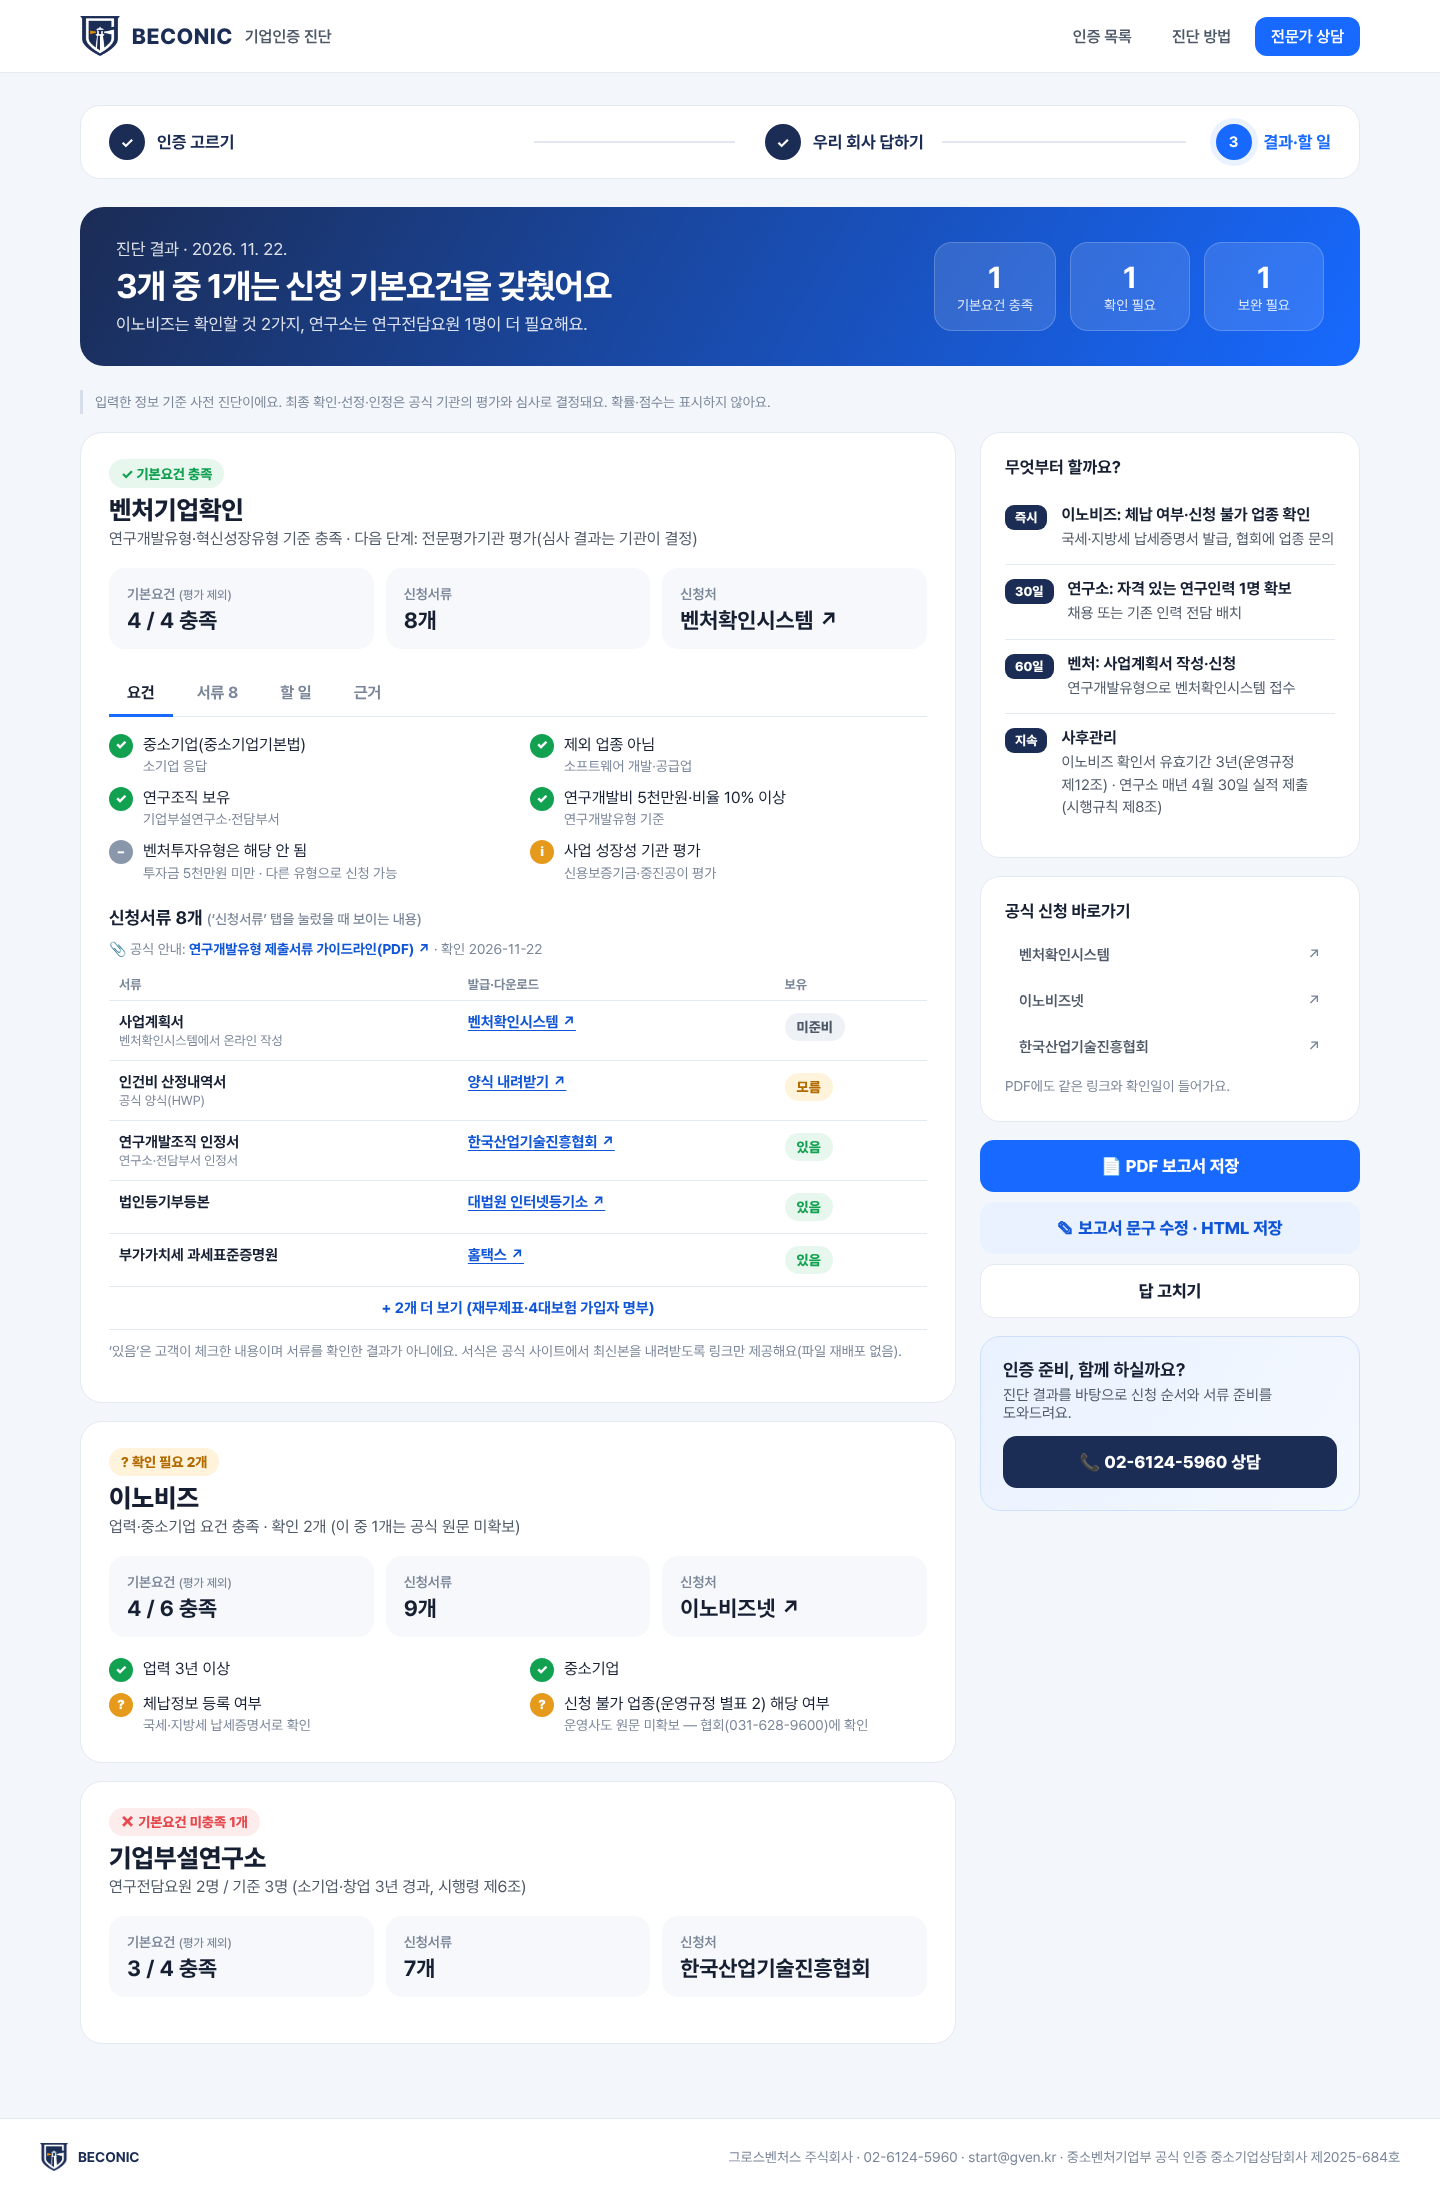 BECONIC 기업인증 진단
인증 목록
진단 방법
전문가 상담
인증 고르기
우리 회사 답하기
3 결과·할 일
진단 결과 · 2026. 11. 22.
3개 중 1개는 신청 기본요건을 갖췄어요
이노비즈는 확인할 것 2가지, 연구소는 연구전담요원 1명이 더 필요해요.
1
기본요건 충족
1
확인 필요
1
보완 필요
입력한 정보 기준 사전 진단이에요. 최종 확인·선정·인정은 공식 기관의 평가와 심사로 결정돼요. 확률·점수는 표시하지 않아요.
✓ 기본요건 충족
벤처기업확인
연구개발유형·혁신성장유형 기준 충족 · 다음 단계: 전문평가기관 평가(심사 결과는 기관이 결정)
기본요건 (평가 제외)
4 / 4 충족
신청서류
8개
신청처
벤처확인시스템 ↗
요건
서류 8
할 일
근거
중소기업(중소기업기본법)
소기업 응답
제외 업종 아님
소프트웨어 개발·공급업
연구조직 보유
기업부설연구소·전담부서
연구개발비 5천만원·비율 10% 이상
연구개발유형 기준
벤처투자유형은 해당 안 됨
투자금 5천만원 미만 · 다른 유형으로 신청 가능
사업 성장성 기관 평가
신용보증기금·중진공이 평가
신청서류 8개 ('신청서류' 탭을 눌렀을 때 보이는 내용)
📎 공식 안내: 연구개발유형 제출서류 가이드라인(PDF) ↗ · 확인 2026-11-22
서류
발급·다운로드
보유
사업계획서
벤처확인시스템에서 온라인 작성
벤처확인시스템 ↗
미준비
인건비 산정내역서
공식 양식(HWP)
양식 내려받기 ↗
모름
연구개발조직 인정서
연구소·전담부서 인정서
한국산업기술진흥협회 ↗
있음
법인등기부등본
대법원 인터넷등기소 ↗
있음
부가가치세 과세표준증명원
홈택스 ↗
있음
+ 2개 더 보기 (재무제표·4대보험 가입자 명부)
'있음'은 고객이 체크한 내용이며 서류를 확인한 결과가 아니에요. 서식은 공식 사이트에서 최신본을 내려받도록 링크만 제공해요(파일 재배포 없음).
? 확인 필요 2개
이노비즈
업력·중소기업 요건 충족 · 확인 2개 (이 중 1개는 공식 원문 미확보)
기본요건 (평가 제외)
4 / 6 충족
신청서류
9개
신청처
이노비즈넷 ↗
업력 3년 이상
중소기업
체납정보 등록 여부
국세·지방세 납세증명서로 확인
신청 불가 업종(운영규정 별표 2) 해당 여부
운영사도 원문 미확보 — 협회(031-628-9600)에 확인
✕ 기본요건 미충족 1개
기업부설연구소
연구전담요원 2명 / 기준 3명 (소기업·창업 3년 경과, 시행령 제6조)
기본요건 (평가 제외)
3 / 4 충족
신청서류
7개
신청처
한국산업기술진흥협회
무엇부터 할까요?
즉시
이노비즈: 체납 여부·신청 불가 업종 확인
국세·지방세 납세증명서 발급, 협회에 업종 문의
30일
연구소: 자격 있는 연구인력 1명 확보
채용 또는 기존 인력 전담 배치
60일
벤처: 사업계획서 작성·신청
연구개발유형으로 벤처확인시스템 접수
지속
사후관리
이노비즈 확인서 유효기간 3년(운영규정
제12조) · 연구소 매년 4월 30일 실적 제출
(시행규칙 제8조)
공식 신청 바로가기
벤처확인시스템 ↗
이노비즈넷 ↗
한국산업기술진흥협회 ↗
PDF에도 같은 링크와 확인일이 들어가요.
📄 PDF 보고서 저장
✎ 보고서 문구 수정 · HTML 저장
답 고치기
인증 준비, 함께 하실까요?
진단 결과를 바탕으로 신청 순서와 서류 준비를
도와드려요.
📞 02-6124-5960 상담
BECONIC
그로스벤처스 주식회사 · 02-6124-5960 · start@gven.kr · 중소벤처기업부 공식 인증 중소기업상담회사 제2025-684호